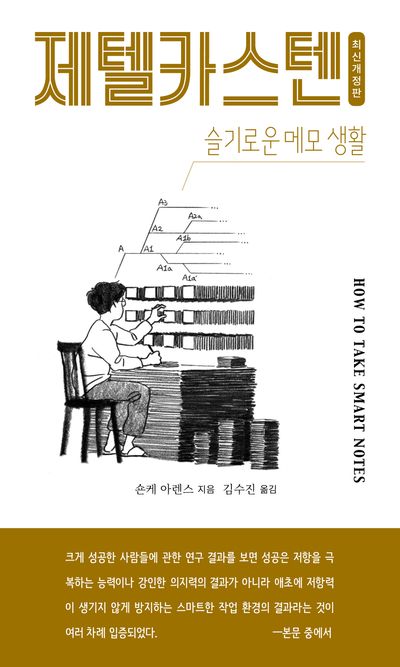 제텔카스텐
최신개정판
슬기로운 메모 생활
A3 ...
A2a ...
A2 ...
A1b ...
A A1 ...
A1a ...
A1a' ...
HOW TO TAKE SMART NOTES
숀케 아렌스 지음 김수진 옮김
크게 성공한 사람들에 관한 연구 결과를 보면 성공은 저항을 극
복하는 능력이나 강인한 의지력의 결과가 아니라 애초에 저항력
이 생기지 않게 방지하는 스마트한 작업 환경의 결과라는 것이
여러 차례 입증되었다. —본문 중에서